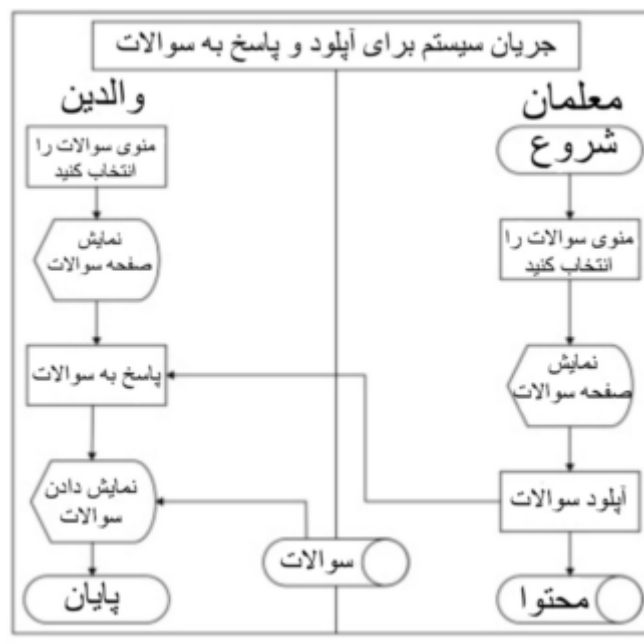 جریان سیستم برای آپلود و پاسخ به سوالات
معلمان
شروع
منوی سوالات را
انتخاب کنید
نمایش
صفحه سوالات
آپلود سوالات
محتوا
والدین
منوی سوالات را
انتخاب کنید
نمایش
صفحه سوالات
پاسخ به سوالات
نمایش دادن
سوالات
پایان
سوالات